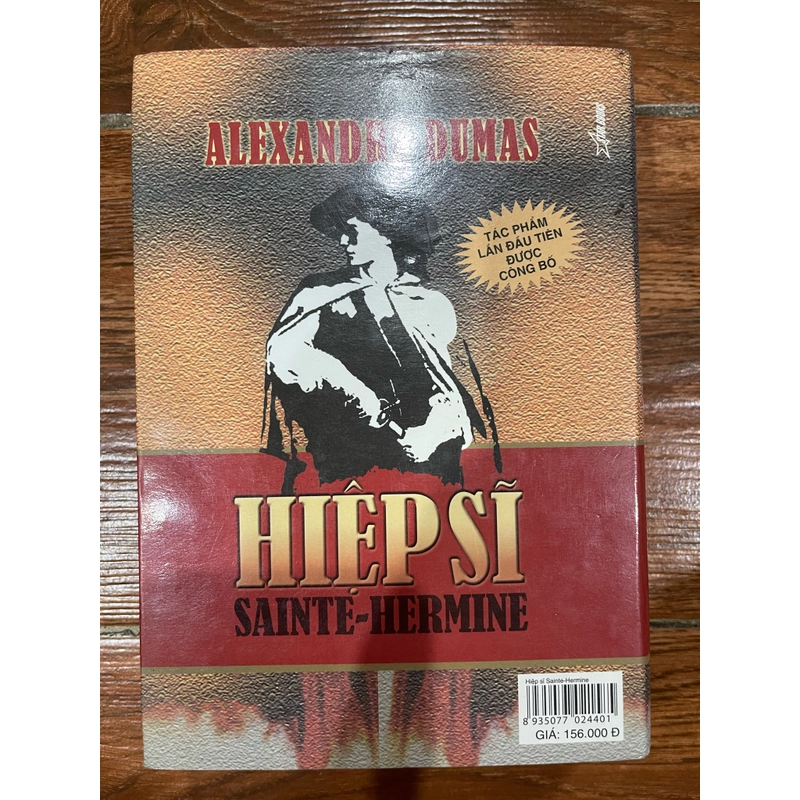 ALEXANDRE DUMAS
TÁC PHẨM
LẦN ĐẦU TIÊN
ĐƯỢC
CÔNG BỐ
HIỆP SĨ
SAINTE-HERMINE
Hiệp sĩ Sainte-Hermine
8 935077 024401
GIÁ: 156.000 Đ